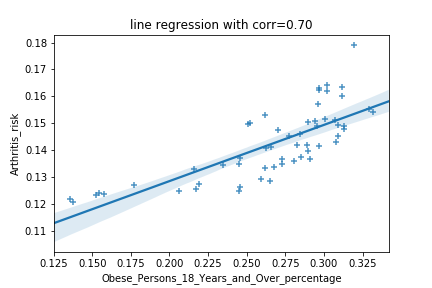 line regression with corr=0.70
0.18
0.17
0.16
0.15
0.14
0.13
0.12
0.11
Arthritis_risk
0.125 0.150 0.175 0.200 0.225 0.250 0.275 0.300 0.325
Obese_Persons_18_Years_and_Over_percentage